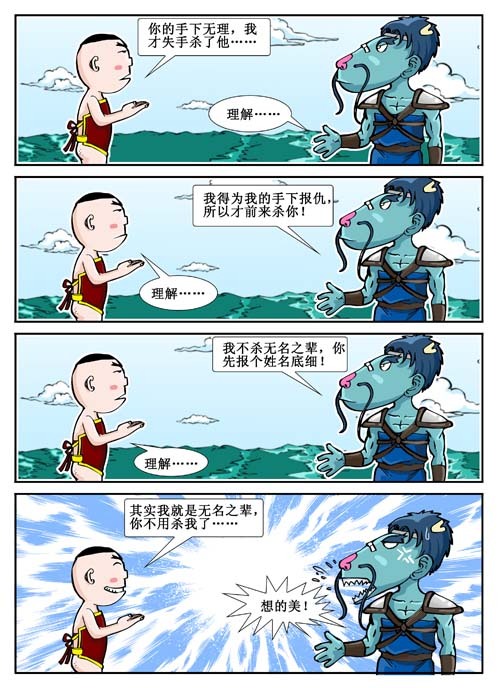 你的手下无理，我
才失手杀了他……
理解……
我得为我的手下报仇，
所以才前来杀你！
理解……
我不杀无名之辈，你
先报个姓名底细！
理解……
其实我就是无名之辈，
你不用杀我了……
想的美！